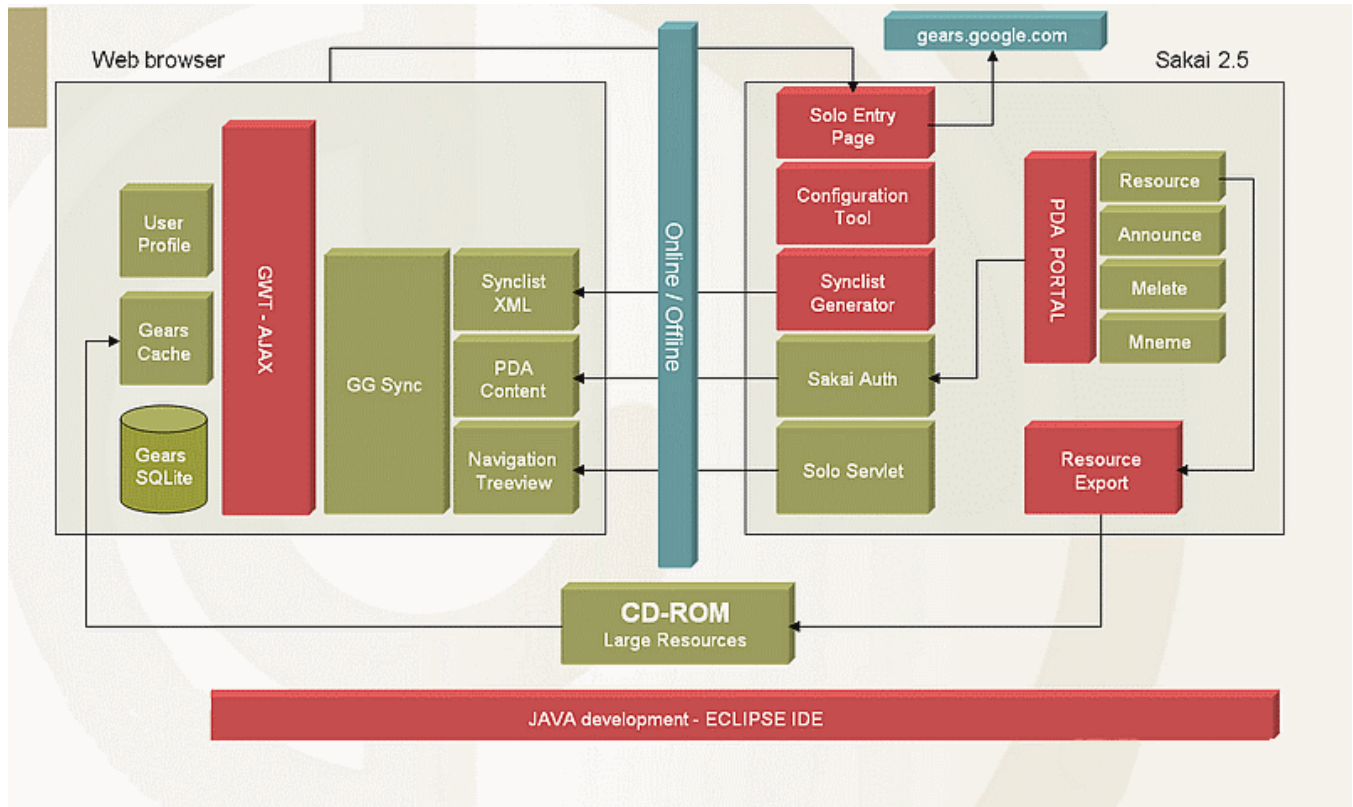 gears.google.com
Web browser
Sakai 2.5
User
Profile
Gears
Cache
Gears
SQLite
GWT - AJAX
GG Sync
Synclist
XML
PDA
Content
Navigation
Treeview
Online / Offline
Solo Entry
Page
Configuration
Tool
Synclist
Generator
Sakai Auth
Solo Servlet
PDA PORTAL
Resource
Announce
Melete
Mneme
Resource
Export
CD-ROM
Large Resources
JAVA development - ECLIPSE IDE